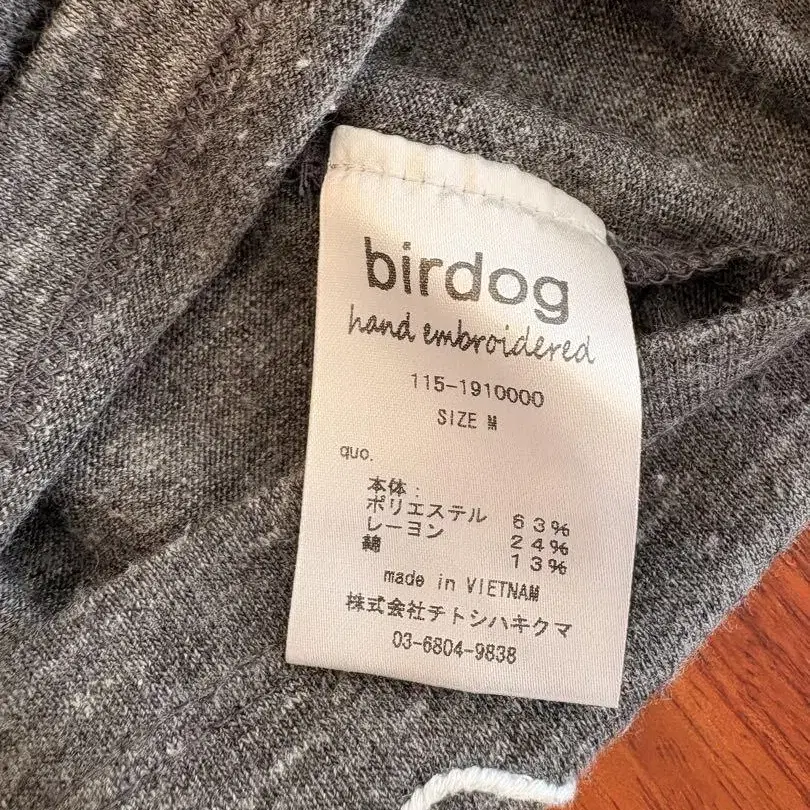 birdog
hand embroidered
115-1910000
SIZE M
quo.
本体:
ポリエステル 63%
レーヨン 24%
綿 13%
made in VIETNAM
株式会社チトシハキクマ
03-6804-9838